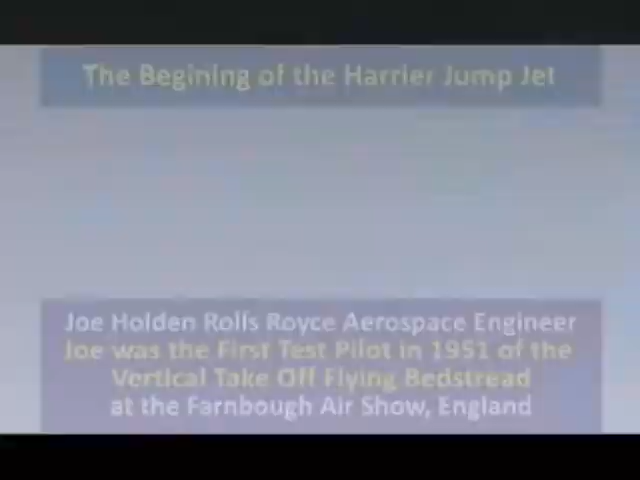 The Begining of the Harrier Jump Jet
Joe Holden Rolls Royce Aerospace Engineer
Joe was the First Test Pilot in 1951 of the
Vertical Take Off Flying Bedstread
at the Farnbough Air Show, England